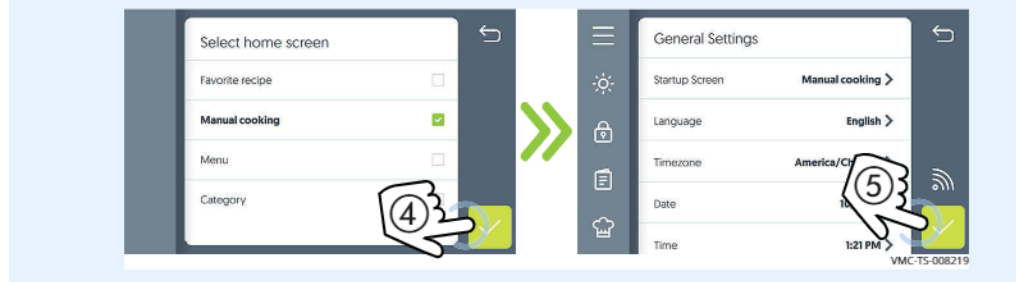 Select home screen
Favorite recipe
Manual cooking
Menu
Category
4
General Settings
Startup Screen Manual cooking
Language English
Timezone
Date
Time 1:21 PM
5
VMC-TS-008219